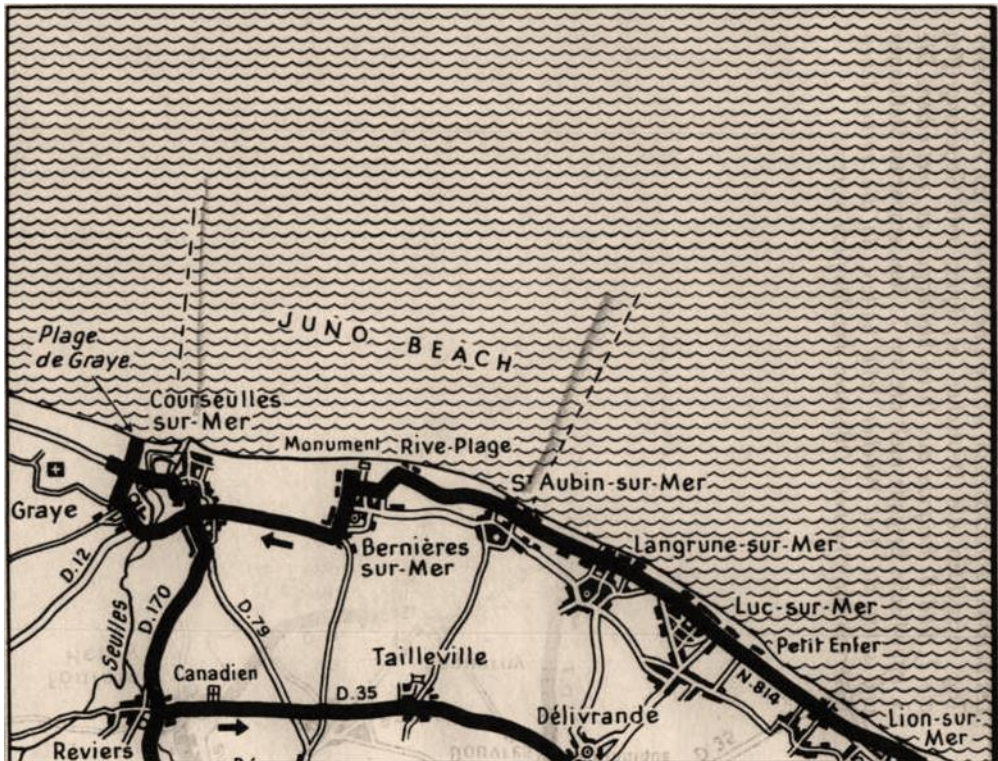 JUNO BEACH
Plage
de Graye
Courseulles
sur-Mer
Monument
Rive-Plage
St Aubin-sur-Mer
Graye
Bernières
sur-Mer
Langrune-sur-Mer
D.12
Seulles
D.170
D.79
Luc-sur-Mer
Petit Enfer
Tailleville
Canadien
D.35
N-814
Délivrande
Lion-sur-
Mer
Reviers